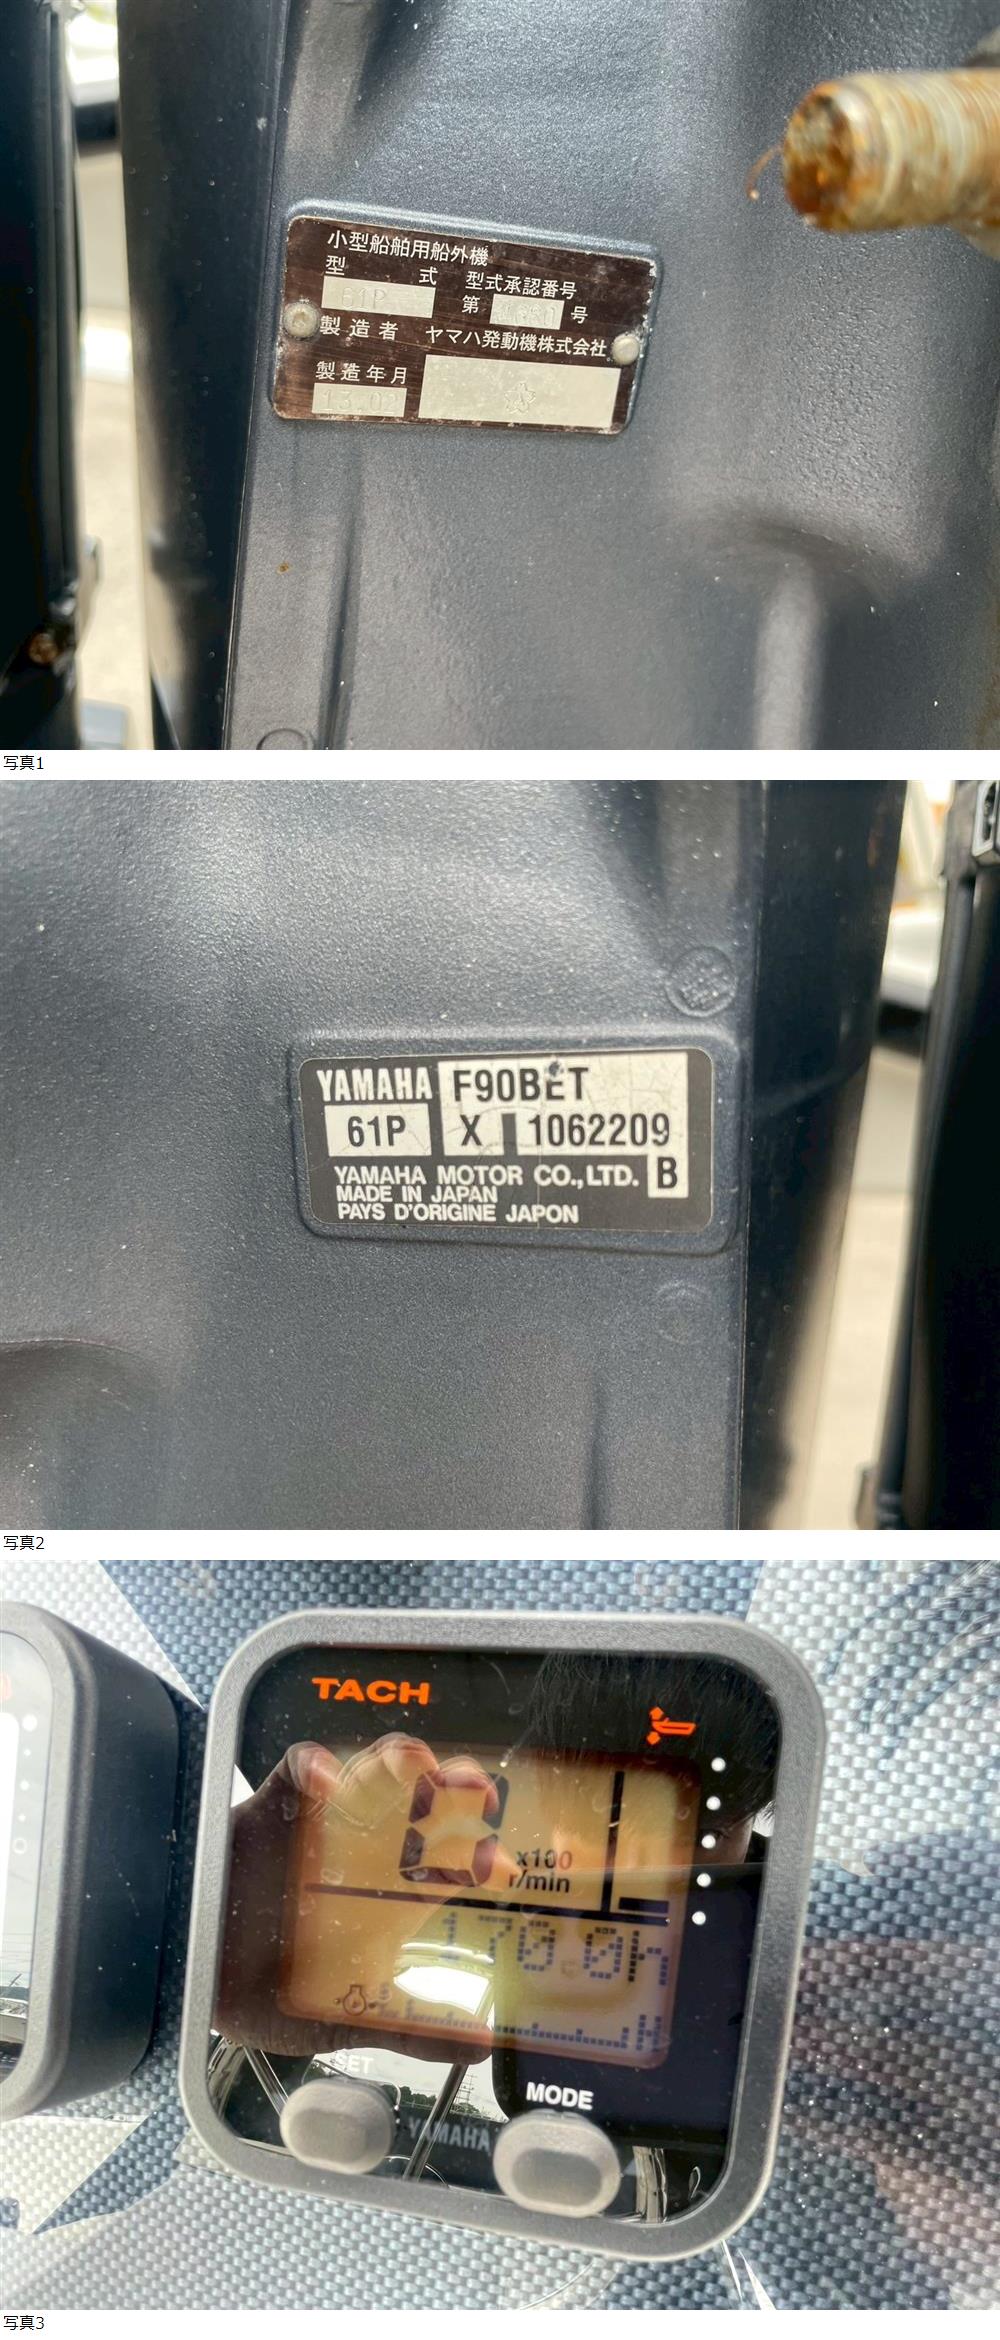 小型船舶用船外機
型 式 型式承認番号
61P 第 号
製造者 ヤマハ発動機株式会社
製造年月
13.02
写真1
YAMAHA F90BET
61P X 1062209
YAMAHA MOTOR CO.,LTD. B
MADE IN JAPAN
PAYS D'ORIGINE JAPON
写真2
TACH
0
x100
r/min
SET
MODE
YAMAHA
写真3